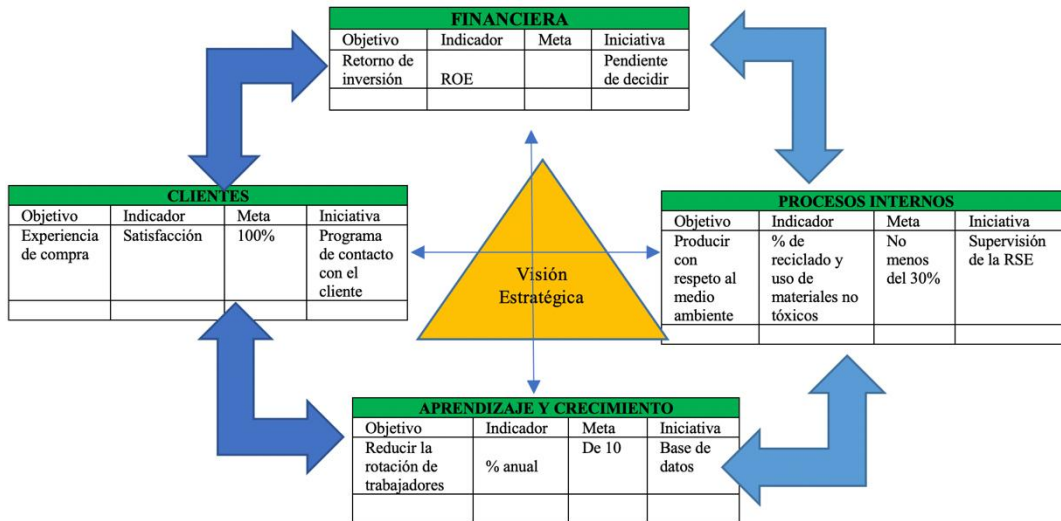 FINANCIERA
Objetivo Indicador Meta Iniciativa
Retorno de inversión ROE Pendiente de decidir
CLIENTES
Objetivo Indicador Meta Iniciativa
Experiencia de compra Satisfacción 100% Programa de contacto con el cliente
Visión
Estratégica
PROCESOS INTERNOS
Objetivo Indicador Meta Iniciativa
Producir con respeto al medio ambiente % de reciclado y uso de materiales no tóxicos No menos del 30% Supervisión de la RSE
APRENDIZAJE Y CRECIMIENTO
Objetivo Indicador Meta Iniciativa
Reducir la rotación de trabajadores % anual De 10 Base de datos